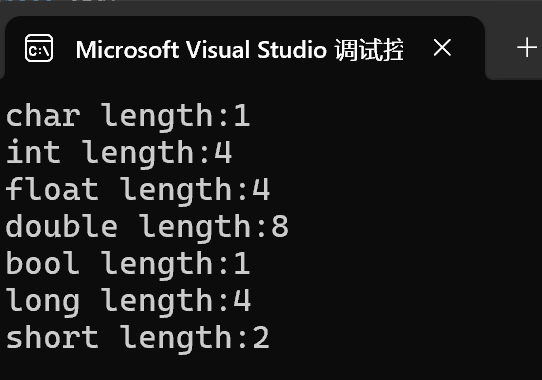 Microsoft Visual Studio 调试控
char length:1
int length:4
float length:4
double length:8
bool length:1
long length:4
short length:2